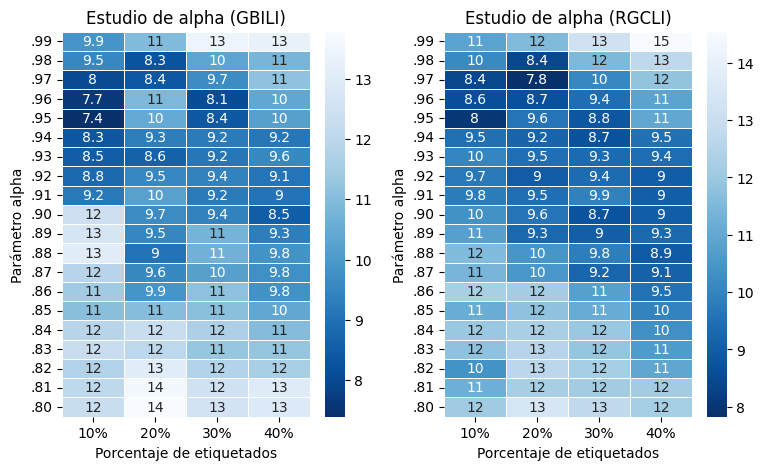 Estudio de alpha (GBILI)
Parámetro alpha
.99 9.9 11 13 13
.98 9.5 8.3 10 11
.97 8 8.4 9.7 11
.96 7.7 11 8.1 10
.95 7.4 10 8.4 10
.94 8.3 9.3 9.2 9.2
.93 8.5 8.6 9.2 9.6
.92 8.8 9.5 9.4 9.1
.91 9.2 10 9.2 9
.90 12 9.7 9.4 8.5
.89 13 9.5 11 9.3
.88 13 9 11 9.8
.87 12 9.6 10 9.8
.86 11 9.9 11 9.8
.85 11 11 11 10
.84 12 12 12 11
.83 12 12 11 11
.82 12 13 12 12
.81 12 14 12 13
.80 12 14 13 13
10% 20% 30% 40%
Porcentaje de etiquetados
13
12
11
10
9
8
Estudio de alpha (RGCLI)
Parámetro alpha
.99 11 12 13 15
.98 10 8.4 12 13
.97 8.4 7.8 10 12
.96 8.6 8.7 9.4 11
.95 8 9.6 8.8 11
.94 9.5 9.2 8.7 9.5
.93 10 9.5 9.3 9.4
.92 9.7 9 9.4 9
.91 9.8 9.5 9.9 9
.90 10 9.6 8.7 9
.89 11 9.3 9 9.3
.88 12 10 9.8 8.9
.87 11 10 9.2 9.1
.86 12 12 11 9.5
.85 11 12 11 10
.84 12 12 12 10
.83 12 13 12 11
.82 10 13 12 11
.81 11 12 12 12
.80 12 13 13 12
10% 20% 30% 40%
Porcentaje de etiquetados
14
13
12
11
10
9
8